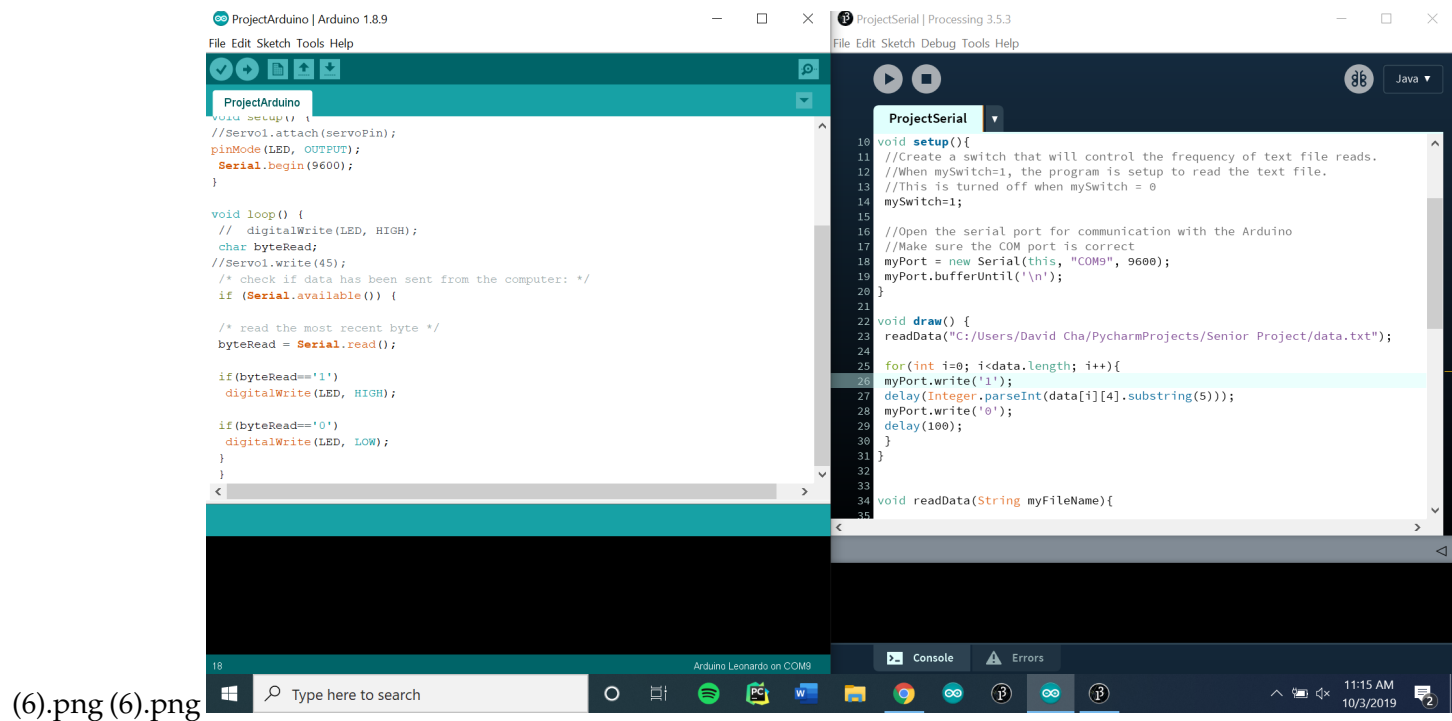 ProjectArduino | Arduino 1.8.9
File Edit Sketch Tools Help
ProjectArduino
void setup() {
//Servo1.attach(servoPin);
pinMode(LED, OUTPUT);
Serial.begin(9600);
}
void loop() {
// digitalWrite(LED, HIGH);
char byteRead;
//Servo1.write(45);
/* check if data has been sent from the computer: */
if (Serial.available()) {
/* read the most recent byte */
byteRead = Serial.read();
if(byteRead=='1')
digitalWrite(LED, HIGH);
if(byteRead=='0')
digitalWrite(LED, LOW);
}
}
18
Arduino Leonardo on COM9
ProjectSerial | Processing 3.5.3
File Edit Sketch Debug Tools Help
Java
ProjectSerial
10 void setup(){
11 //Create a switch that will control the frequency of text file reads.
12 //When mySwitch=1, the program is setup to read the text file.
13 //This is turned off when mySwitch = 0
14 mySwitch=1;
15
16 //Open the serial port for communication with the Arduino
17 //Make sure the COM port is correct
18 myPort = new Serial(this, "COM9", 9600);
19 myPort.bufferUntil('\n');
20 }
21
22 void draw() {
23 readData("C:/Users/David Cha/PycharmProjects/Senior Project/data.txt");
24
25 for(int i=0; i<data.length; i++){
26 myPort.write('1');
27 delay(Integer.parseInt(data[i][4].substring(5)));
28 myPort.write('0');
29 delay(100);
30 }
31 }
32
33
34 void readData(String myFileName){
35
Console
Errors
(6).png (6).png
Type here to search
PC
W
11:15 AM
10/3/2019
2